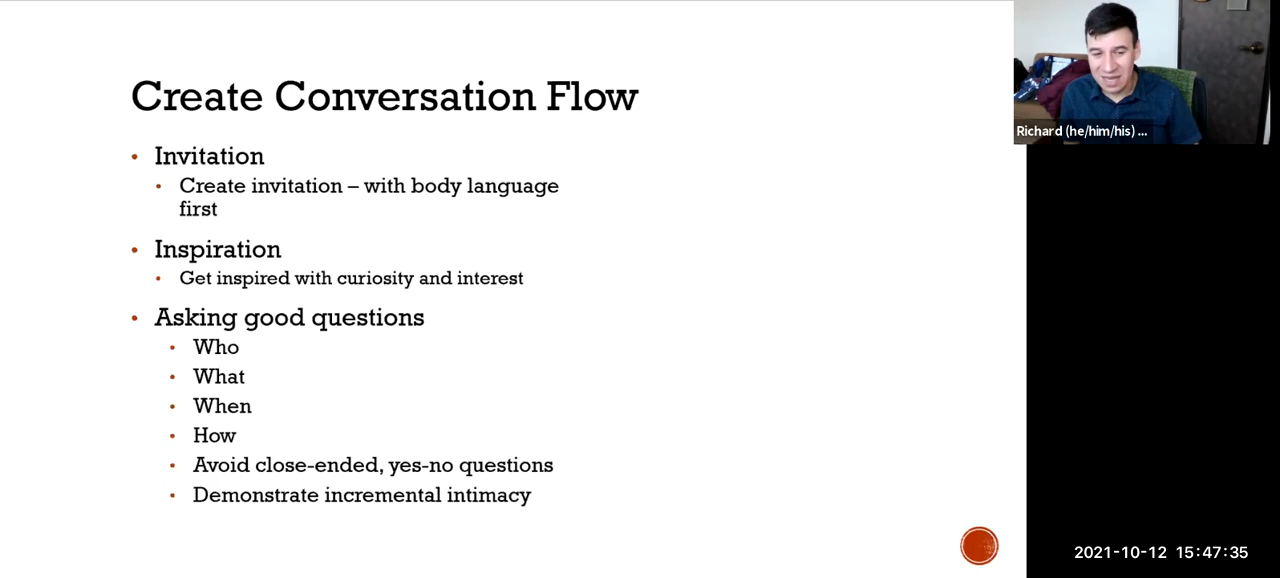 Create Conversation Flow
Invitation
Create invitation – with body language
first
Inspiration
Get inspired with curiosity and interest
Asking good questions
Who
What
When
How
Avoid close-ended, yes-no questions
Demonstrate incremental intimacy
Richard (he/him/his) ...
2021-10-12 15:47:35